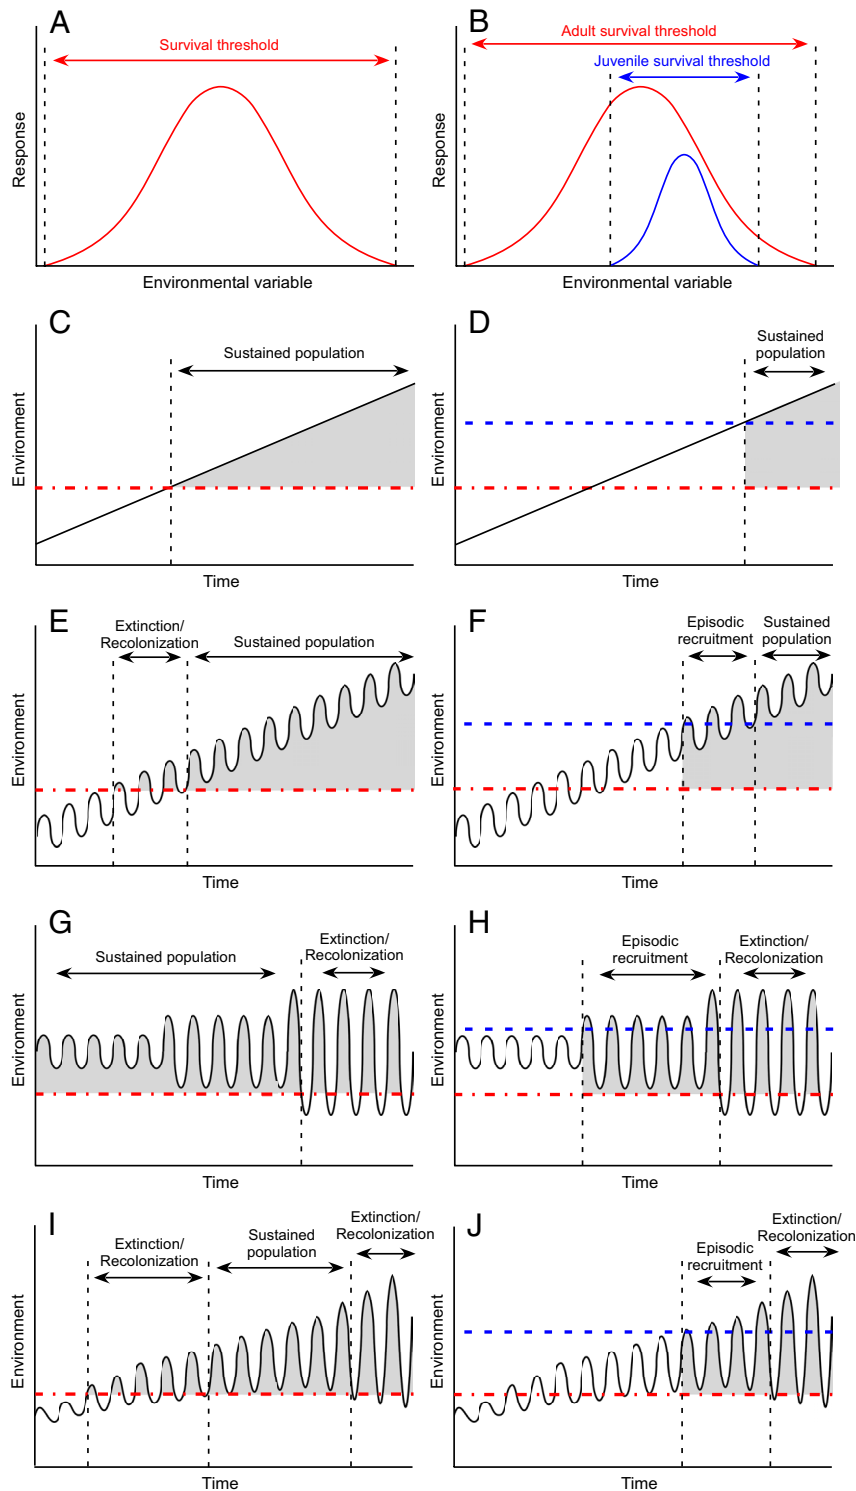 A
Survival threshold
Response
Environmental variable
B
Adult survival threshold
Juvenile survival threshold
Response
Environmental variable
C
Sustained population
Environment
Time
D
Sustained
population
Environment
Time
E
Extinction/
Recolonization
Sustained population
Environment
Time
F
Episodic
recruitment
Sustained
population
Environment
Time
G
Sustained population
Extinction/
Recolonization
Environment
Time
H
Episodic
recruitment
Extinction/
Recolonization
Environment
Time
I
Extinction/
Recolonization
Sustained
population
Extinction/
Recolonization
Environment
Time
J
Episodic
recruitment
Extinction/
Recolonization
Environment
Time